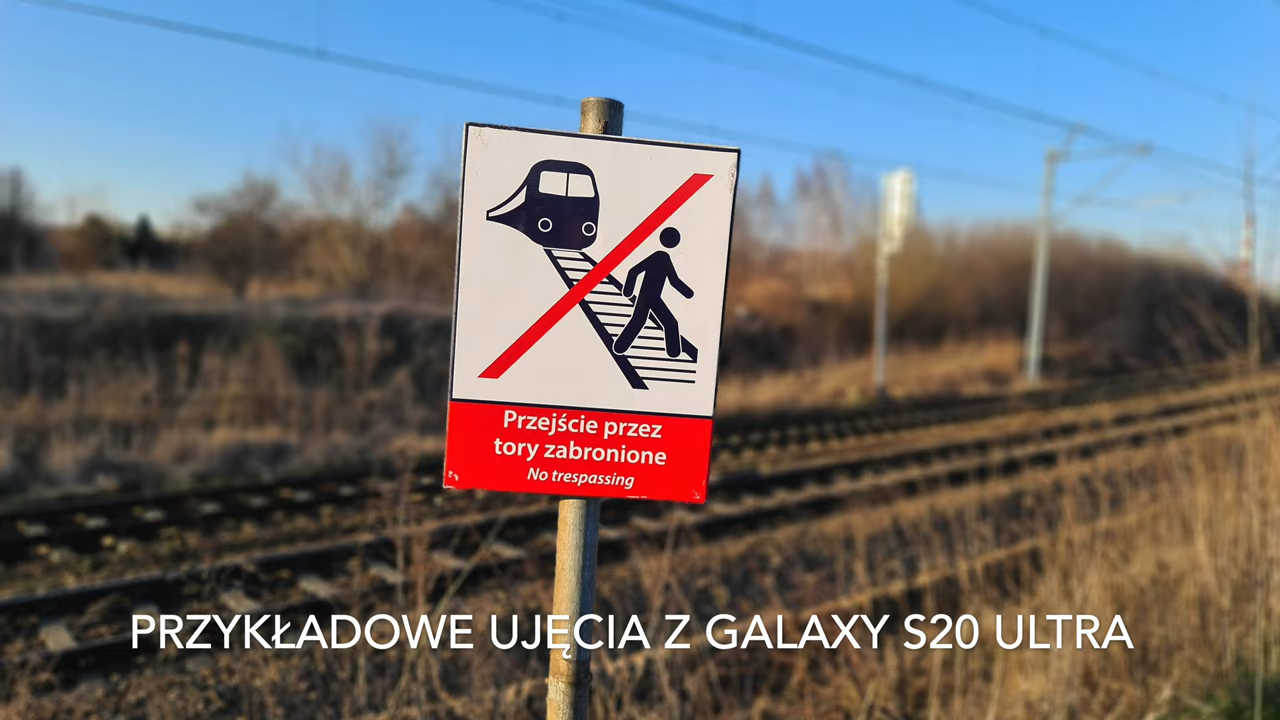 Przejście przez
tory zabronione
No trespassing
PRZYKŁADOWE UJĘCIA Z GALAXY S20 ULTRA